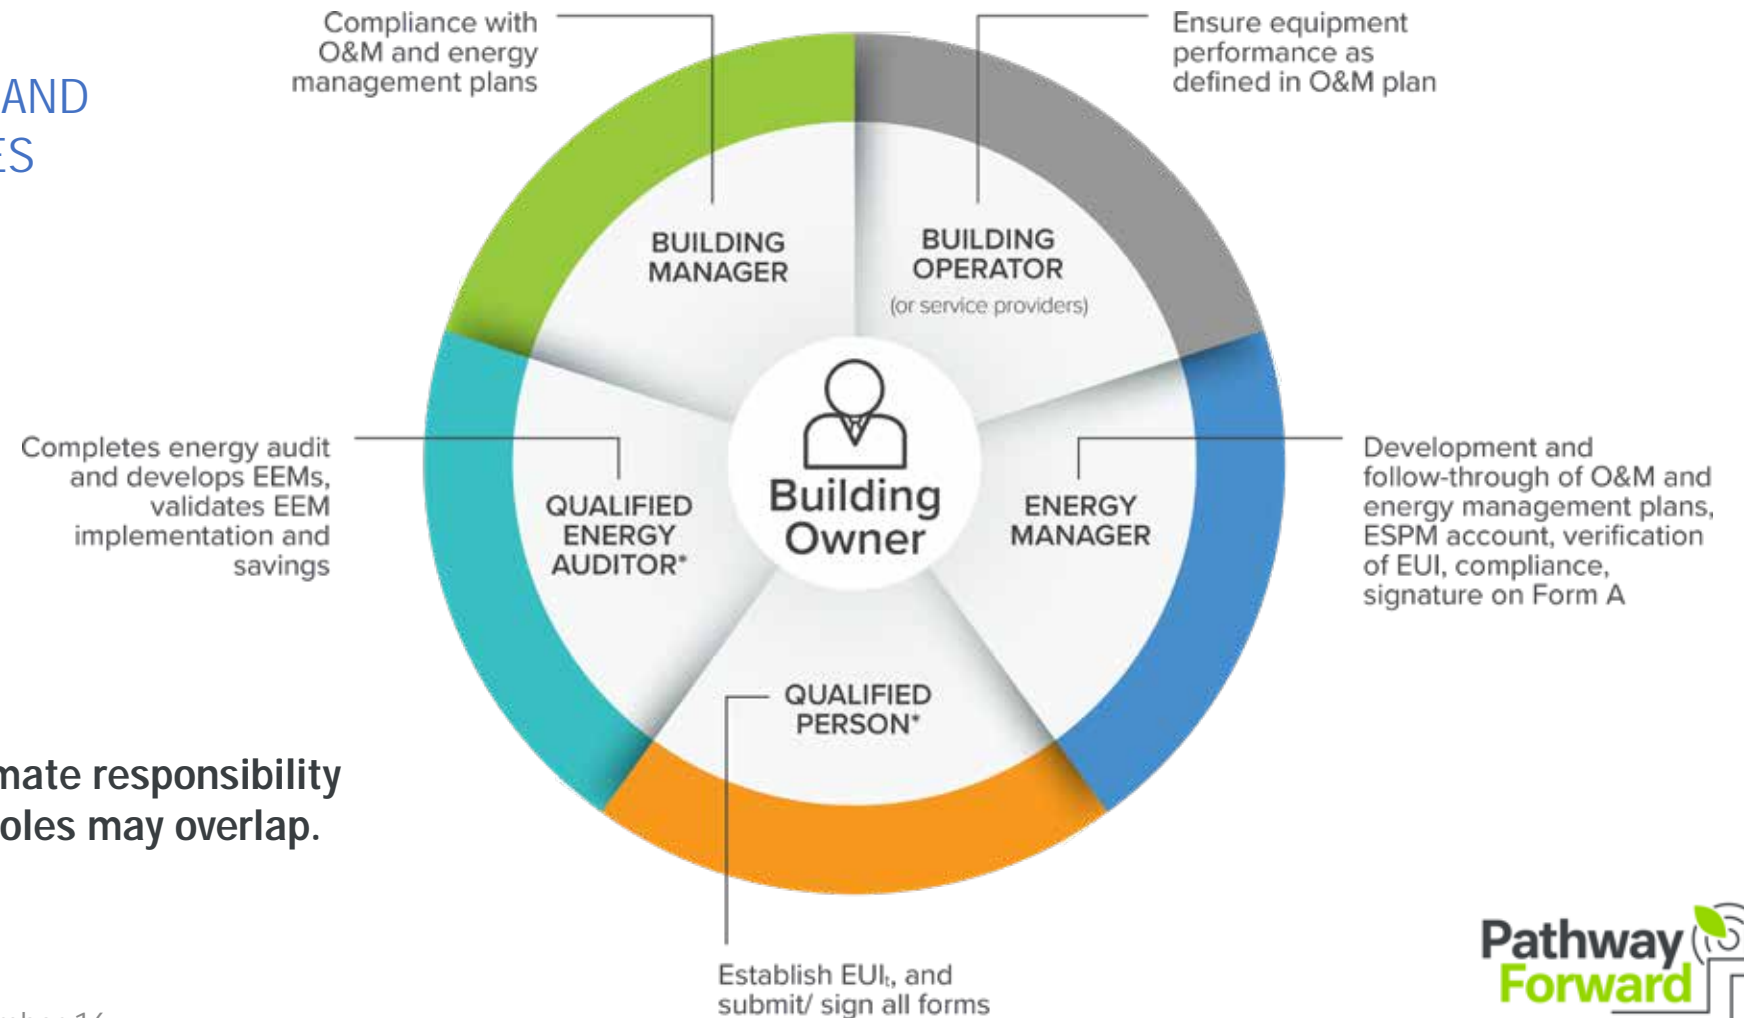 AND
ES
Compliance with
O&M and energy
management plans
Ensure equipment
performance as
defined in O&M plan
BUILDING
MANAGER
BUILDING
OPERATOR
(or service providers)
Completes energy audit
and develops EEMs,
validates EEM
implementation and
savings
QUALIFIED
ENERGY
AUDITOR*
Building
Owner
ENERGY
MANAGER
Development and
follow-through of O&M and
energy management plans,
ESPM account, verification
of EUI, compliance,
signature on Form A
QUALIFIED
PERSON*
mate responsibility
oles may overlap.
Establish EUIₜ, and
submit/ sign all forms
Pathway
Forward